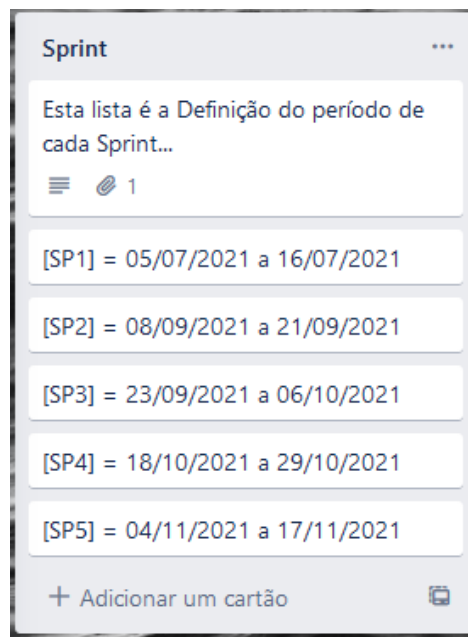 Sprint
Esta lista é a Definição do período de
cada Sprint...
1
[SP1] = 05/07/2021 a 16/07/2021
[SP2] = 08/09/2021 a 21/09/2021
[SP3] = 23/09/2021 a 06/10/2021
[SP4] = 18/10/2021 a 29/10/2021
[SP5] = 04/11/2021 a 17/11/2021
+ Adicionar um cartão